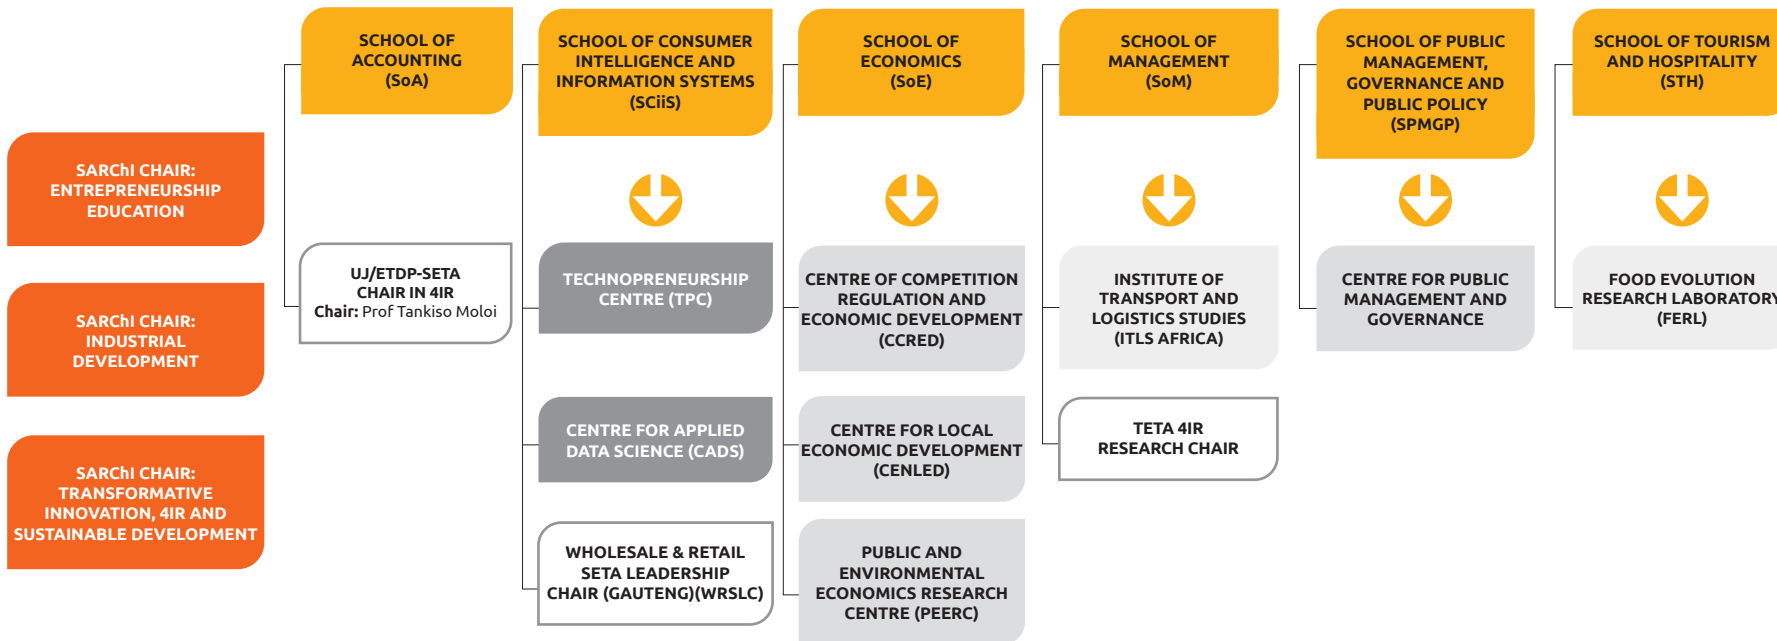 SARChI CHAIR:
ENTREPRENEURSHIP
EDUCATION
SARChI CHAIR:
INDUSTRIAL
DEVELOPMENT
SARChI CHAIR:
TRANSFORMATIVE
INNOVATION, 4IR AND
SUSTAINABLE DEVELOPMENT
SCHOOL OF
ACCOUNTING
(SoA)
UJ/ETDP-SETA
CHAIR IN 4IR
Chair: Prof Tankiso Moloi
SCHOOL OF CONSUMER
INTELLIGENCE AND
INFORMATION SYSTEMS
(SCiiS)
TECHNOPRENEURSHIP
CENTRE (TPC)
CENTRE FOR APPLIED
DATA SCIENCE (CADS)
WHOLESALE & RETAIL
SETA LEADERSHIP
CHAIR (GAUTENG)(WRSLC)
SCHOOL OF
ECONOMICS
(SoE)
CENTRE OF COMPETITION
REGULATION AND
ECONOMIC DEVELOPMENT
(CCRED)
CENTRE FOR LOCAL
ECONOMIC DEVELOPMENT
(CENLED)
PUBLIC AND
ENVIRONMENTAL
ECONOMICS RESEARCH
CENTRE (PEERC)
SCHOOL OF
MANAGEMENT
(SoM)
INSTITUTE OF
TRANSPORT AND
LOGISTICS STUDIES
(ITLS AFRICA)
TETA 4IR
RESEARCH CHAIR
SCHOOL OF PUBLIC
MANAGEMENT,
GOVERNANCE AND
PUBLIC POLICY
(SPMGP)
CENTRE FOR PUBLIC
MANAGEMENT AND
GOVERNANCE
SCHOOL OF TOURISM
AND HOSPITALITY
(STH)
FOOD EVOLUTION
RESEARCH LABORATORY
(FERL)